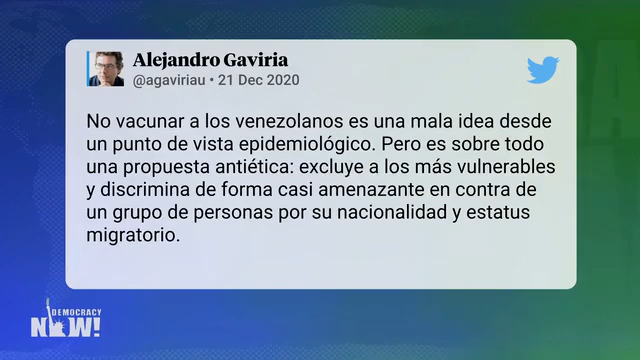 Alejandro Gaviria
@agaviriau • 21 Dec 2020
No vacunar a los venezolanos es una mala idea desde
un punto de vista epidemiológico. Pero es sobre todo
una propuesta antiética: excluye a los más vulnerables
y discrimina de forma casi amenazante en contra de
un grupo de personas por su nacionalidad y estatus
migratorio.
DEMOCRACY
NOW!